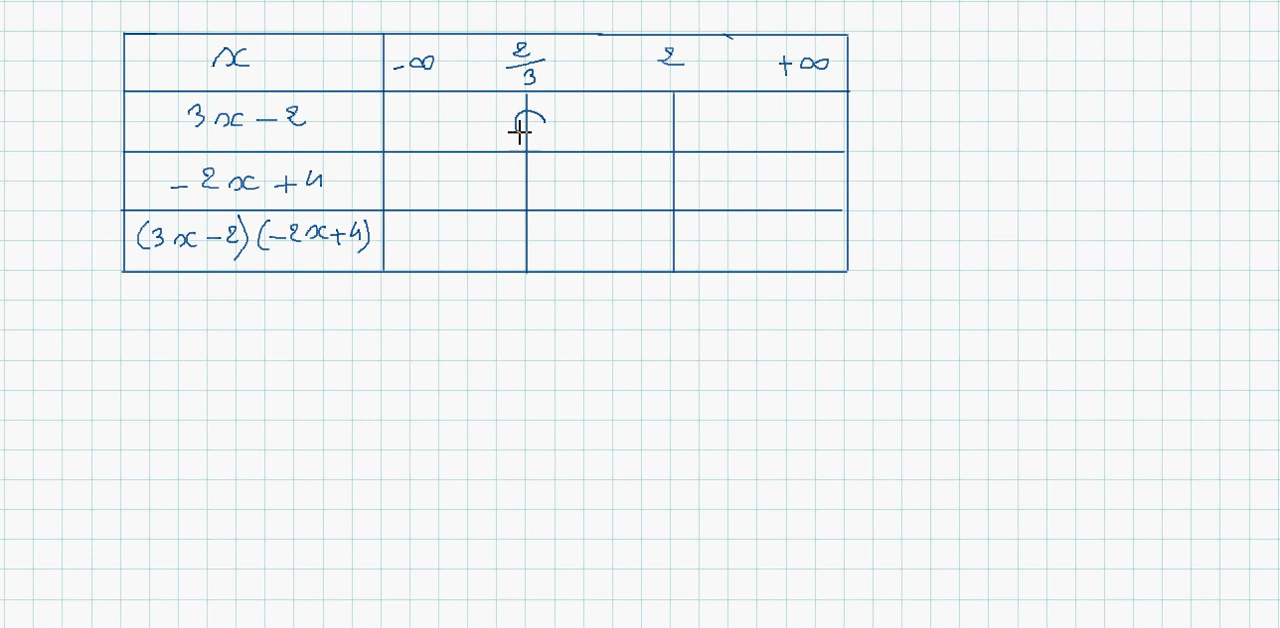 x -∞ 2/3 2 +∞
3x - 2
-2x + 4
(3x-2)(-2x+4)